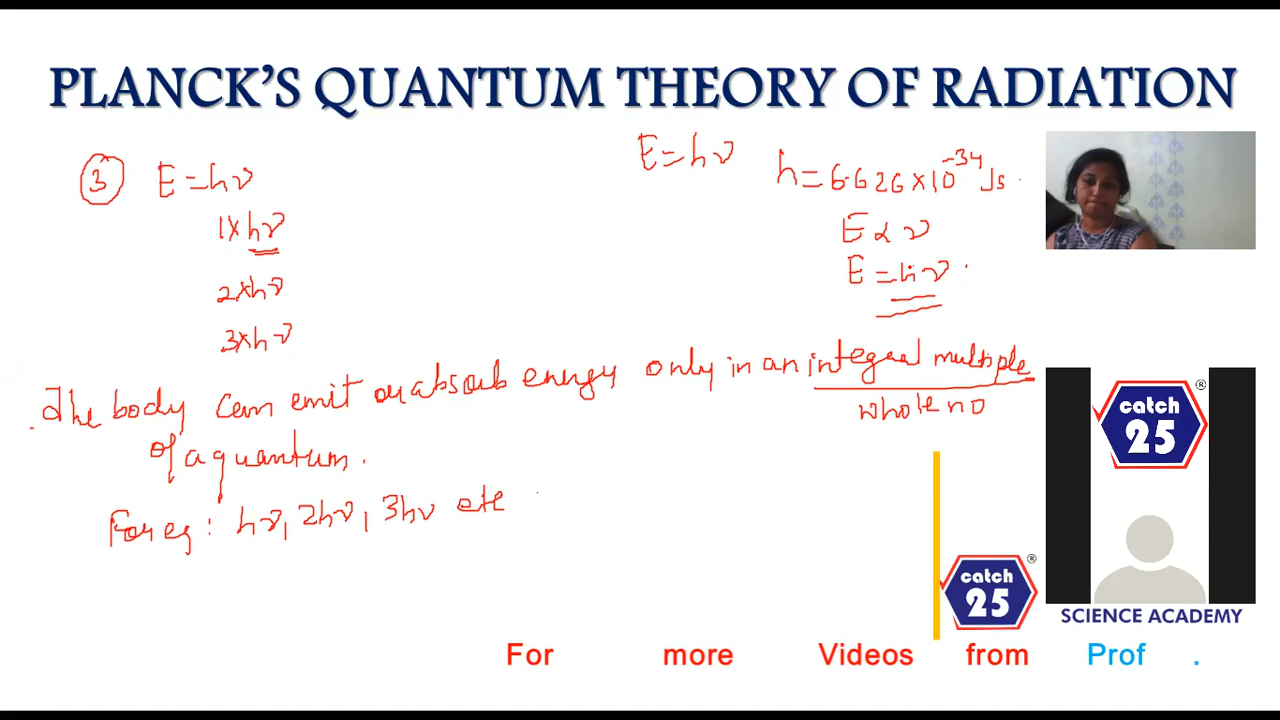 PLANCK'S QUANTUM THEORY OF RADIATION
③ E = hν
1 × hν
2 × hν
3 × hν
E = hν
h = 6.626 × 10⁻³⁴ Js
E α ν
E = hν
The body can emit or absorb energy only in an integral multiple
whole no
of a quantum.
For eg : hν, 2hν, 3hν etc
catch
25
®
catch
25
®
SCIENCE ACADEMY
For more Videos from Prof .